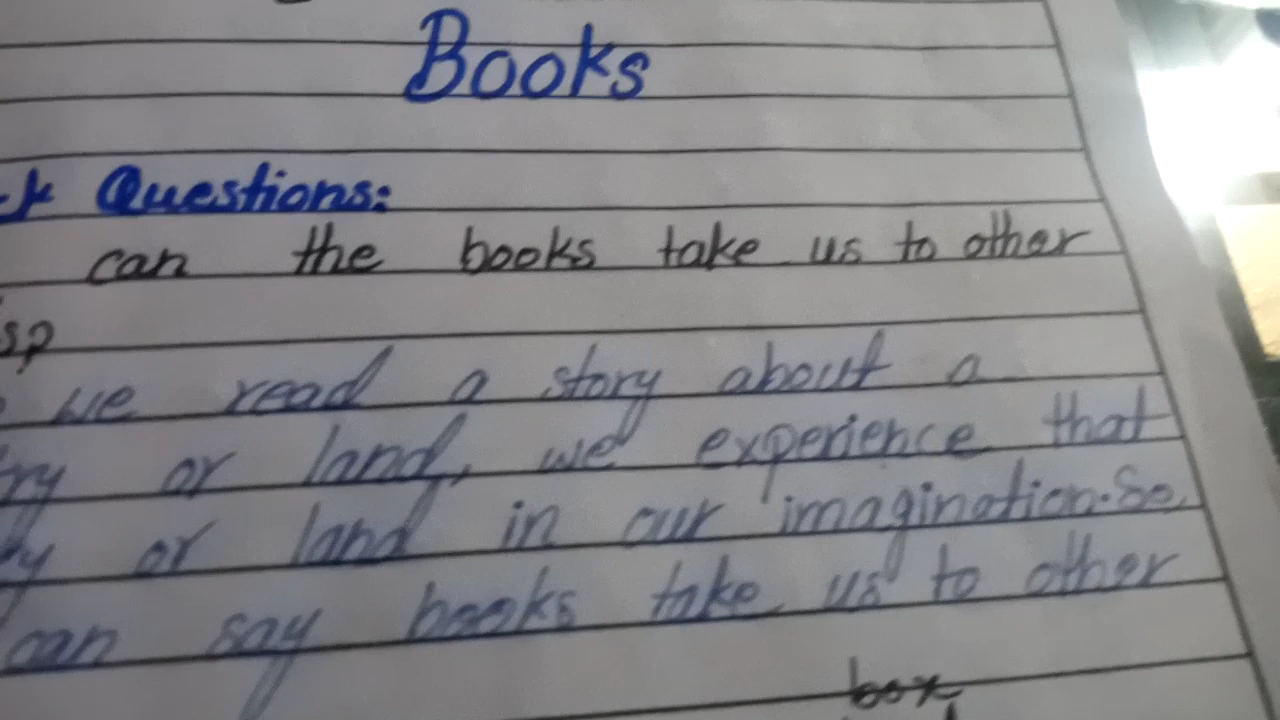 Books
Questions:
can the books take us to other
we read a story about a
or land, we experience that
or land in our imagination. So,
can say books take us to other
box